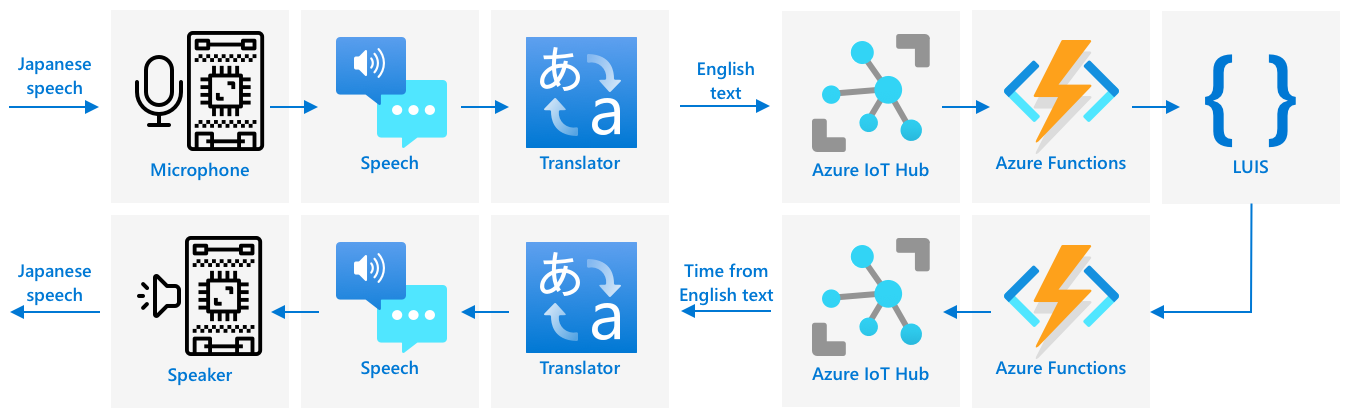 Japanese
speech
Microphone
Speech
あ
a
Translator
English
text
Azure IoT Hub
Azure Functions
{ }
LUIS
Japanese
speech
Speaker
Speech
あ
a
Translator
Time from
English text
Azure IoT Hub
Azure Functions